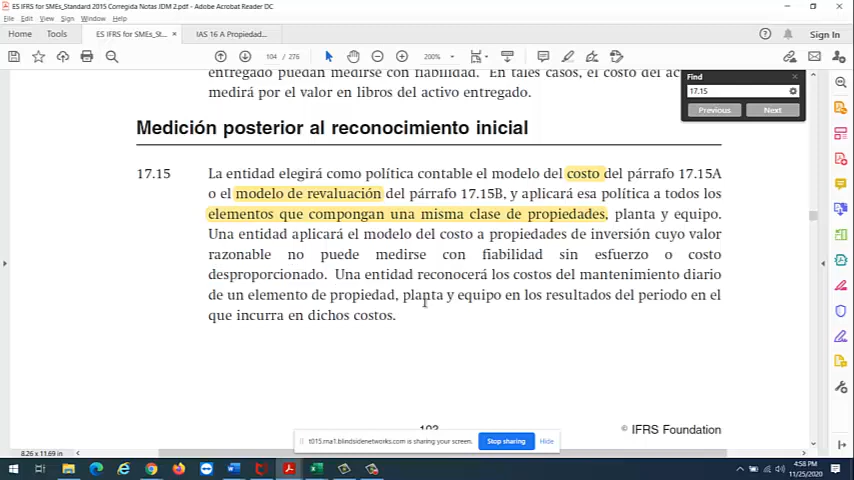 ES IFRS for SMEs_Standard 2015 Corregida Notas JDM 2.pdf - Adobe Acrobat Reader DC
File Edit View Sign Window Help
Home Tools ES IFRS for SMEs_St... × IAS 16 A Propiedad... Sign In
104 / 276 200%
entregado puedan medirse con fiabilidad. En tales casos, el costo del ac
medirá por el valor en libros del activo entregado.
Find
17.15
Previous Next
Medición posterior al reconocimiento inicial
17.15 La entidad elegirá como política contable el modelo del costo del párrafo 17.15A
o el modelo de revaluación del párrafo 17.15B, y aplicará esa política a todos los
elementos que compongan una misma clase de propiedades, planta y equipo.
Una entidad aplicará el modelo del costo a propiedades de inversión cuyo valor
razonable no puede medirse con fiabilidad sin esfuerzo o costo
desproporcionado. Una entidad reconocerá los costos del mantenimiento diario
de un elemento de propiedad, planta y equipo en los resultados del periodo en el
que incurra en dichos costos.
103 © IFRS Foundation
t015.ma1.blindsidenetworks.com is sharing your screen. Stop sharing Hide
8.26 x 11.69 in
4:58 PM
11/25/2020